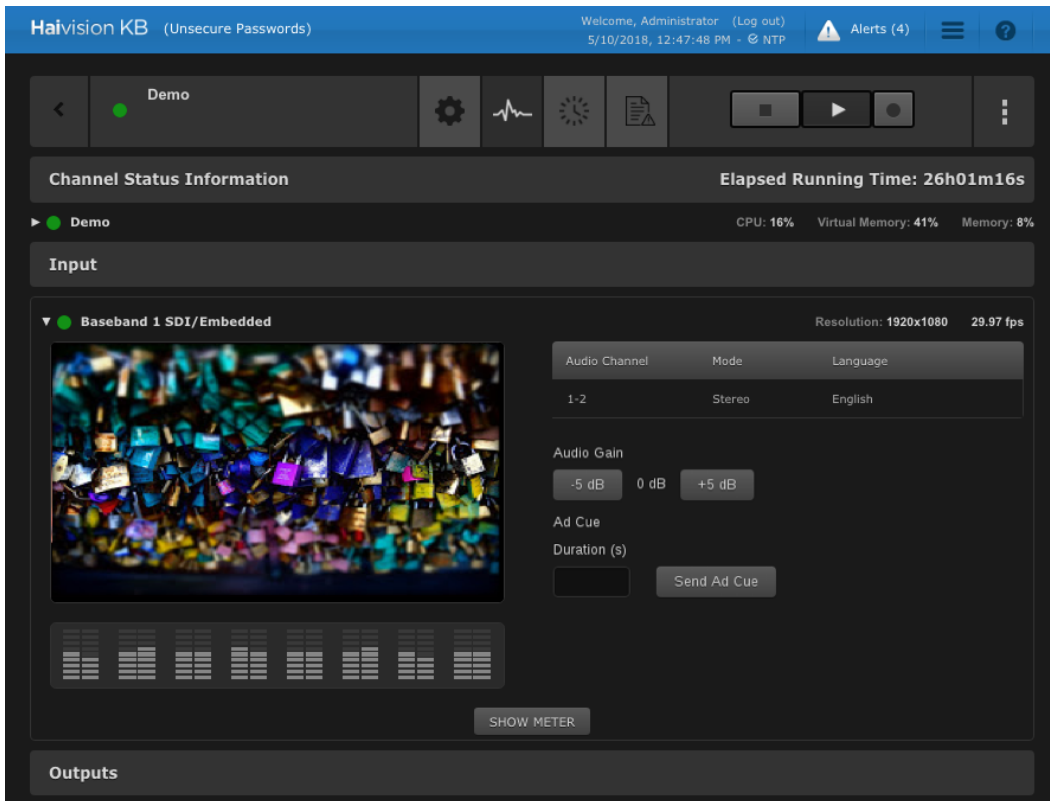 Haivision KB (Unsecure Passwords)
Welcome, Administrator (Log out)
5/10/2018, 12:47:48 PM - NTP
Alerts (4)
?
Demo
Channel Status Information
Elapsed Running Time: 26h01m16s
Demo
CPU: 16% Virtual Memory: 41% Memory: 8%
Input
Baseband 1 SDI/Embedded
Resolution: 1920x1080 29.97 fps
Audio Channel Mode Language
1-2 Stereo English
Audio Gain
-5 dB 0 dB +5 dB
Ad Cue
Duration (s)
Send Ad Cue
SHOW METER
Outputs